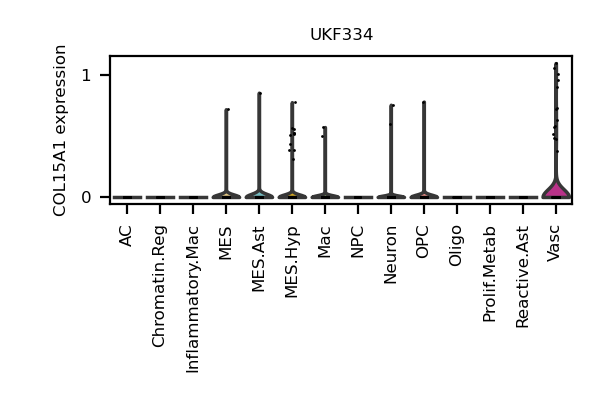 UKF334
COL15A1 expression
1
0
AC
Chromatin.Reg
Inflammatory.Mac
MES
MES.Ast
MES.Hyp
Mac
NPC
Neuron
OPC
Oligo
Prolif.Metab
Reactive.Ast
Vasc